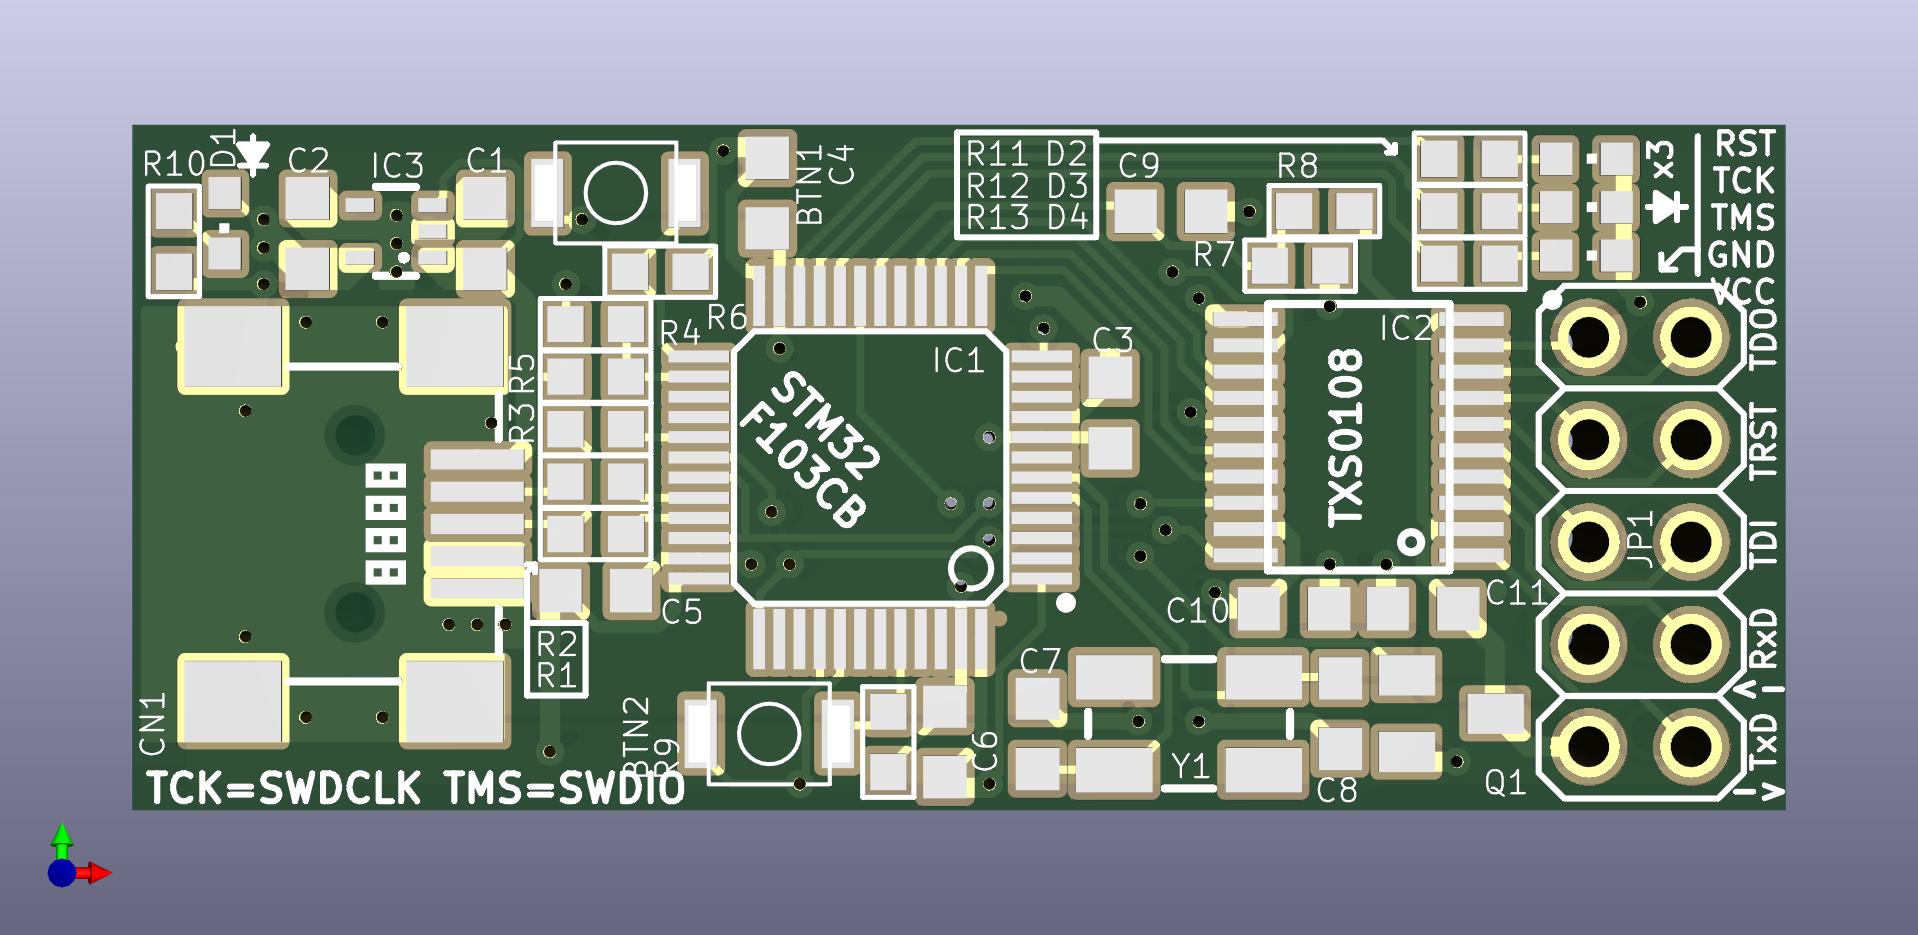 R10
D1
C2
IC3
C1
BTN1
C4
R11 D2
R12 D3
R13 D4
C9
R8
R7
x3
RST
TCK
TMS
GND
VCC
TDO
TRST
TDI
RxD
<-
TxD
->
R6
R4
R5
R3
IC1
STM32
F103CB
C3
IC2
TXS0108
JP1
C10
C11
C5
R2
R1
C7
CN1
BTN2
R9
C6
Y1
C8
Q1
TCK=SWDCLK TMS=SWDIO